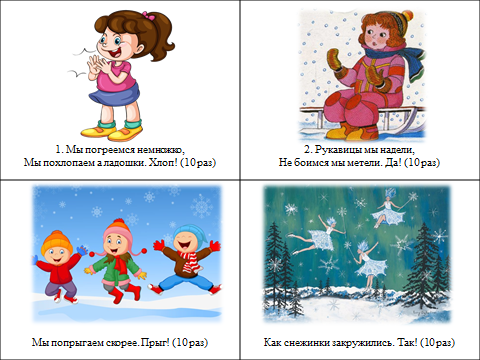 1. Мы погреемся немножко,
Мы похлопаем в ладошки. Хлоп! (10 раз)
2. Рукавицы мы надели,
Не боимся мы метели. Да! (10 раз)
Мы попрыгаем скорее. Прыг! (10 раз)
Как снежинки закружились. Так! (10 раз)